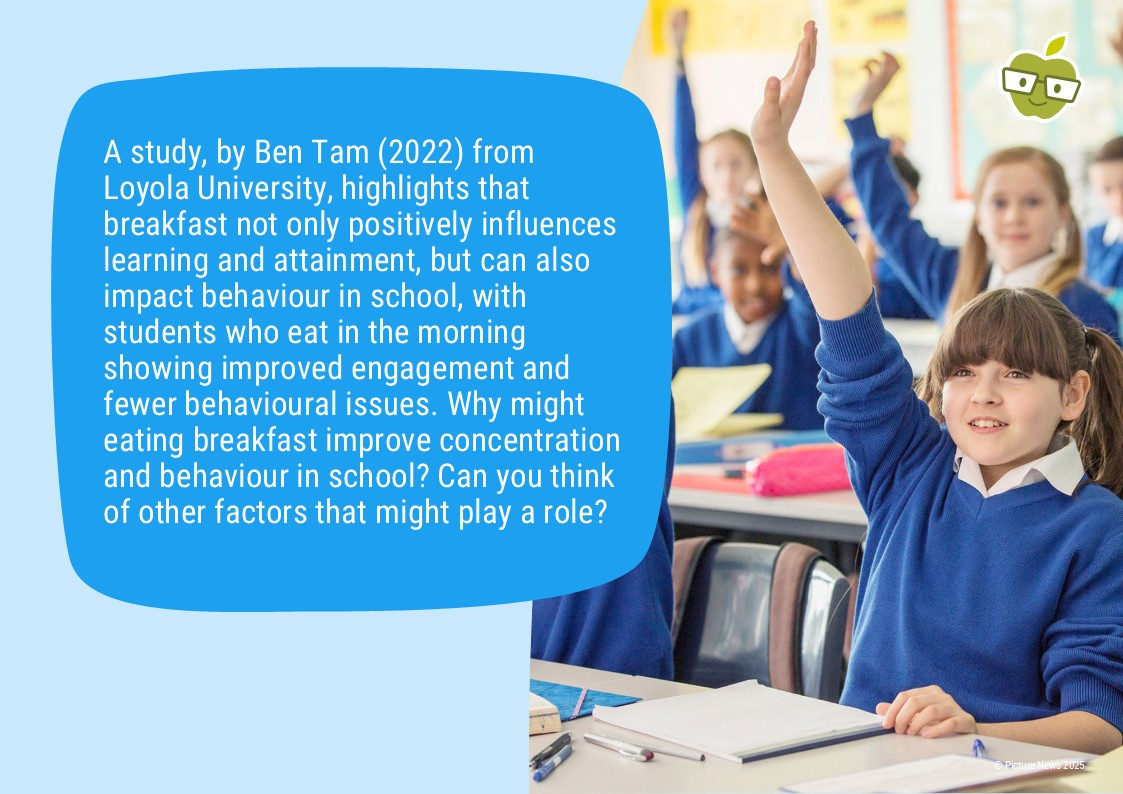 A study, by Ben Tam (2022) from
Loyola University, highlights that
breakfast not only positively influences
learning and attainment, but can also
impact behaviour in school, with
students who eat in the morning
showing improved engagement and
fewer behavioural issues. Why might
eating breakfast improve concentration
and behaviour in school? Can you think
of other factors that might play a role?
© Picture News 2025